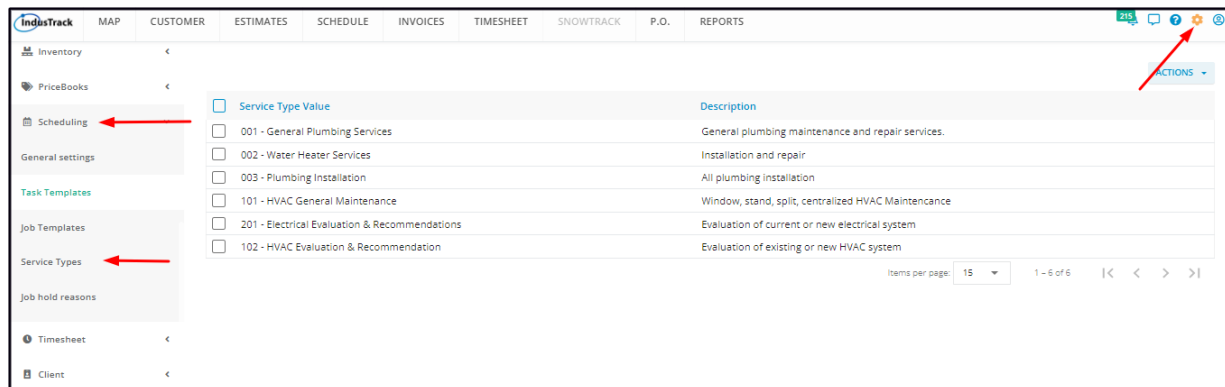 IndusTrack MAP CUSTOMER ESTIMATES SCHEDULE INVOICES TIMESHEET SNOWTRACK P.O. REPORTS 215
Inventory
PriceBooks
ACTIONS
Scheduling
General settings
Task Templates
Job Templates
Service Types
Job hold reasons
Timesheet
Client
Service Type Value Description
001 - General Plumbing Services General plumbing maintenance and repair services.
002 - Water Heater Services Installation and repair
003 - Plumbing Installation All plumbing installation
101 - HVAC General Maintenance Window, stand, split, centralized HVAC Maintencance
201 - Electrical Evaluation & Recommendations Evaluation of current or new electrical system
102 - HVAC Evaluation & Recommendation Evaluation of existing or new HVAC system
Items per page: 15 1 – 6 of 6